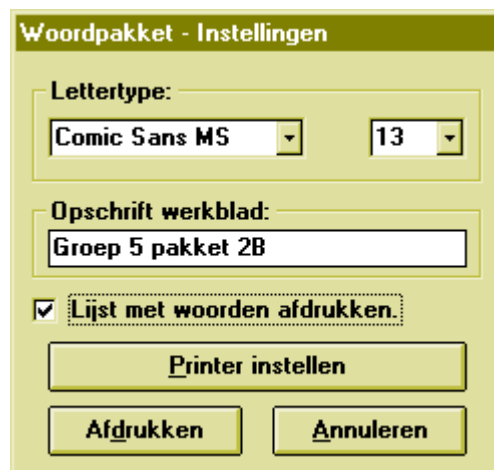 Woordpakket - Instellingen
Lettertype:
Comic Sans MS 13
Opschrift werkblad:
Groep 5 pakket 2B
Lijst met woorden afdrukken.
Printer instellen
Afdrukken Annuleren